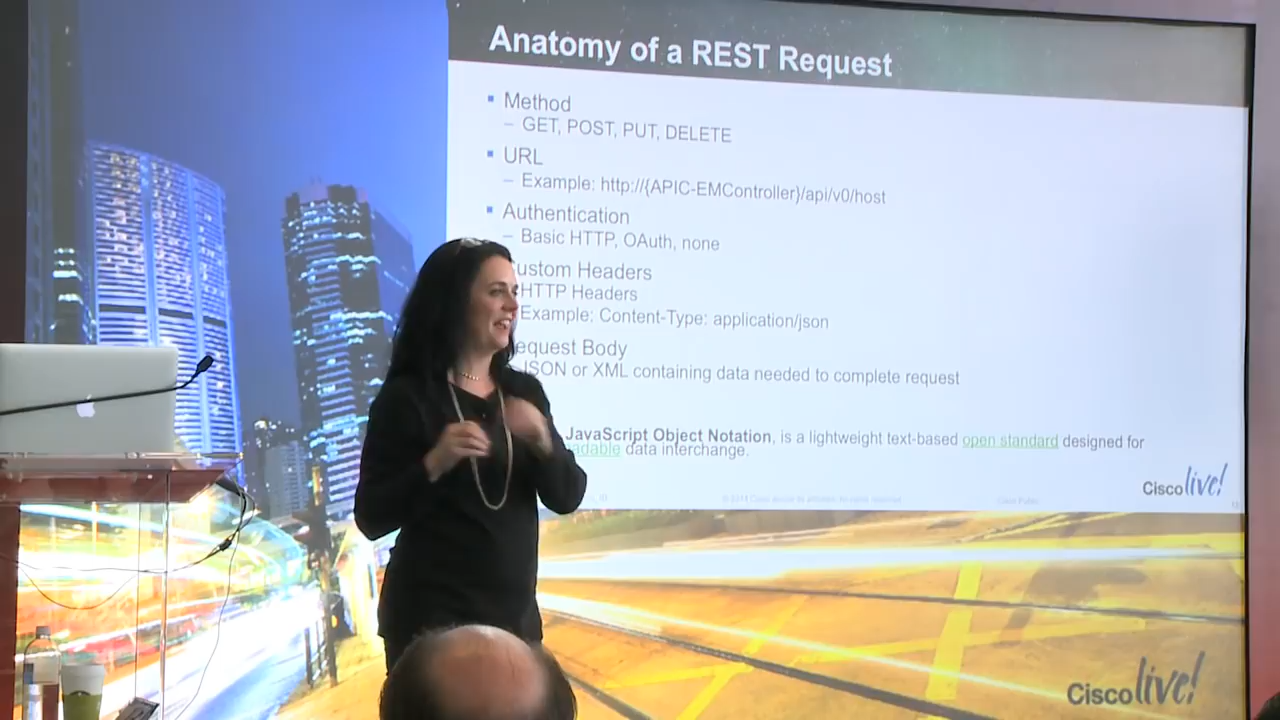 Anatomy of a REST Request
▪ Method
– GET, POST, PUT, DELETE
▪ URL
– Example: http://{APIC-EMController}/api/v0/host
▪ Authentication
– Basic HTTP, OAuth, none
ustom Headers
HTTP Headers
Example; Content-Type: application/json
equest Body
JSON or XML containing data needed to complete request
JavaScript Object Notation, is a lightweight text-based open standard designed for
adable data interchange.
Cisco live!
Cisco live!